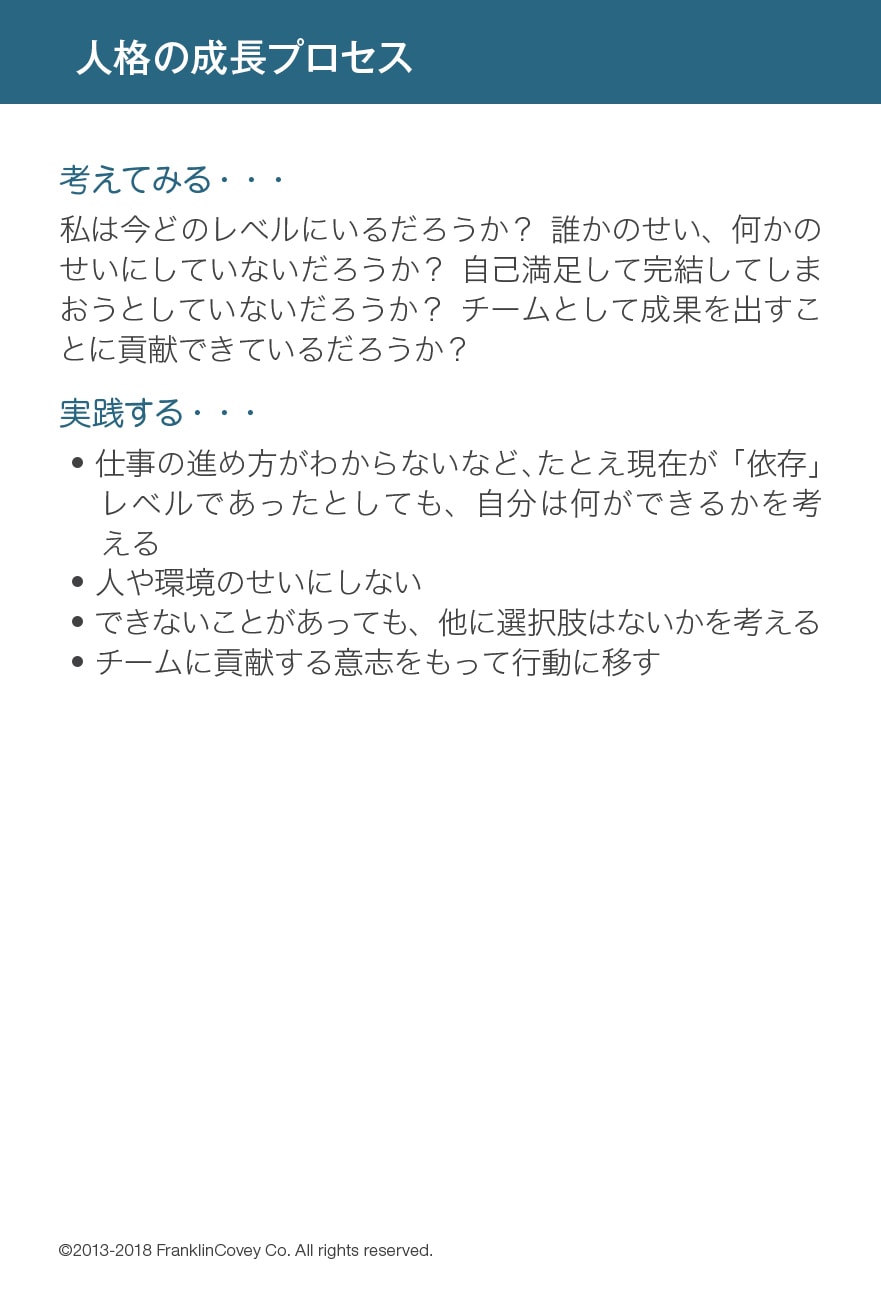 人格の成長プロセス
考えてみる・・・
私は今どのレベルにいるだろうか？ 誰かのせい、何かの
せいにしていないだろうか？ 自己満足して完結してしま
おうとしていないだろうか？ チームとして成果を出すこ
とに貢献できているだろうか？
実践する・・・
• 仕事の進め方がわからないなど、たとえ現在が「依存」
レベルであったとしても、自分は何ができるかを考
える
• 人や環境のせいにしない
• できないことがあっても、他に選択肢はないかを考える
• チームに貢献する意志をもって行動に移す
©2013-2018 FranklinCovey Co. All rights reserved.